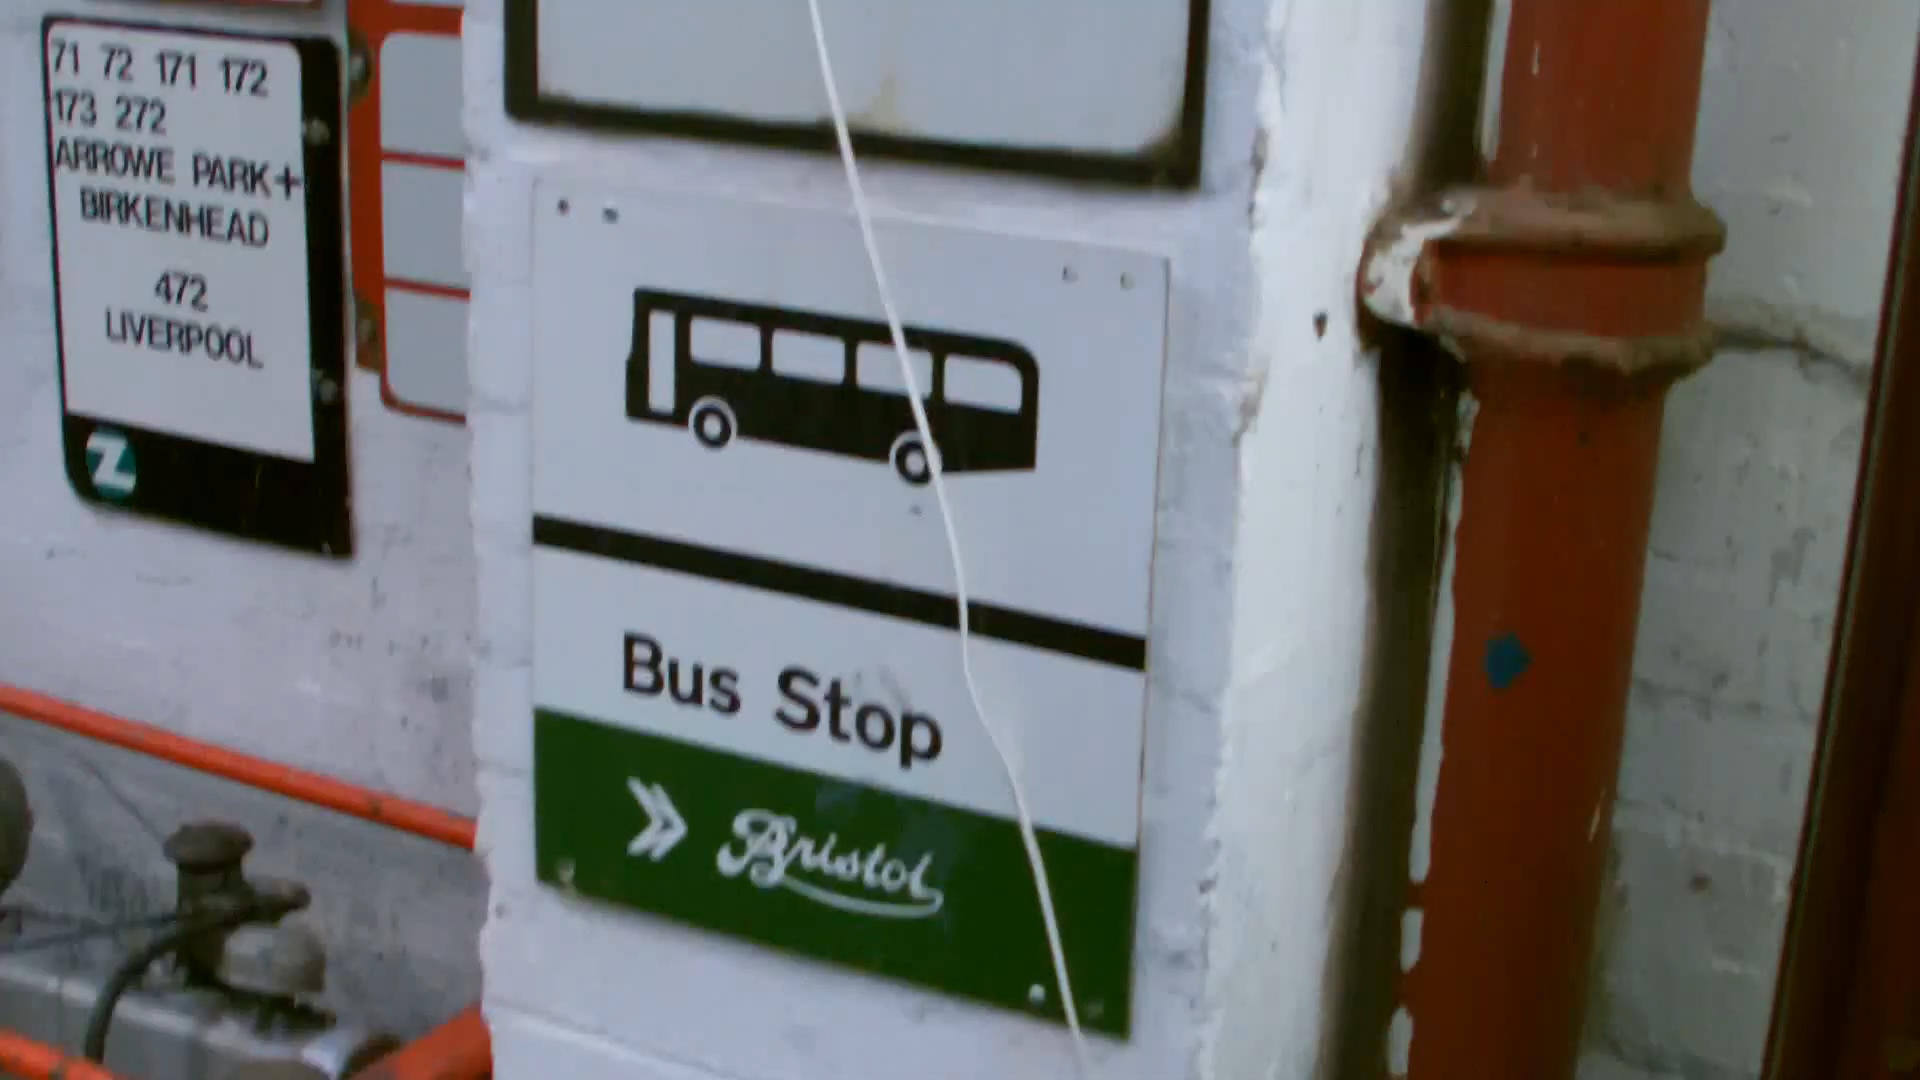 71 72 171 172
173 272
ARROWE PARK+
BIRKENHEAD
472
LIVERPOOL
Z
Bus Stop
Bristol